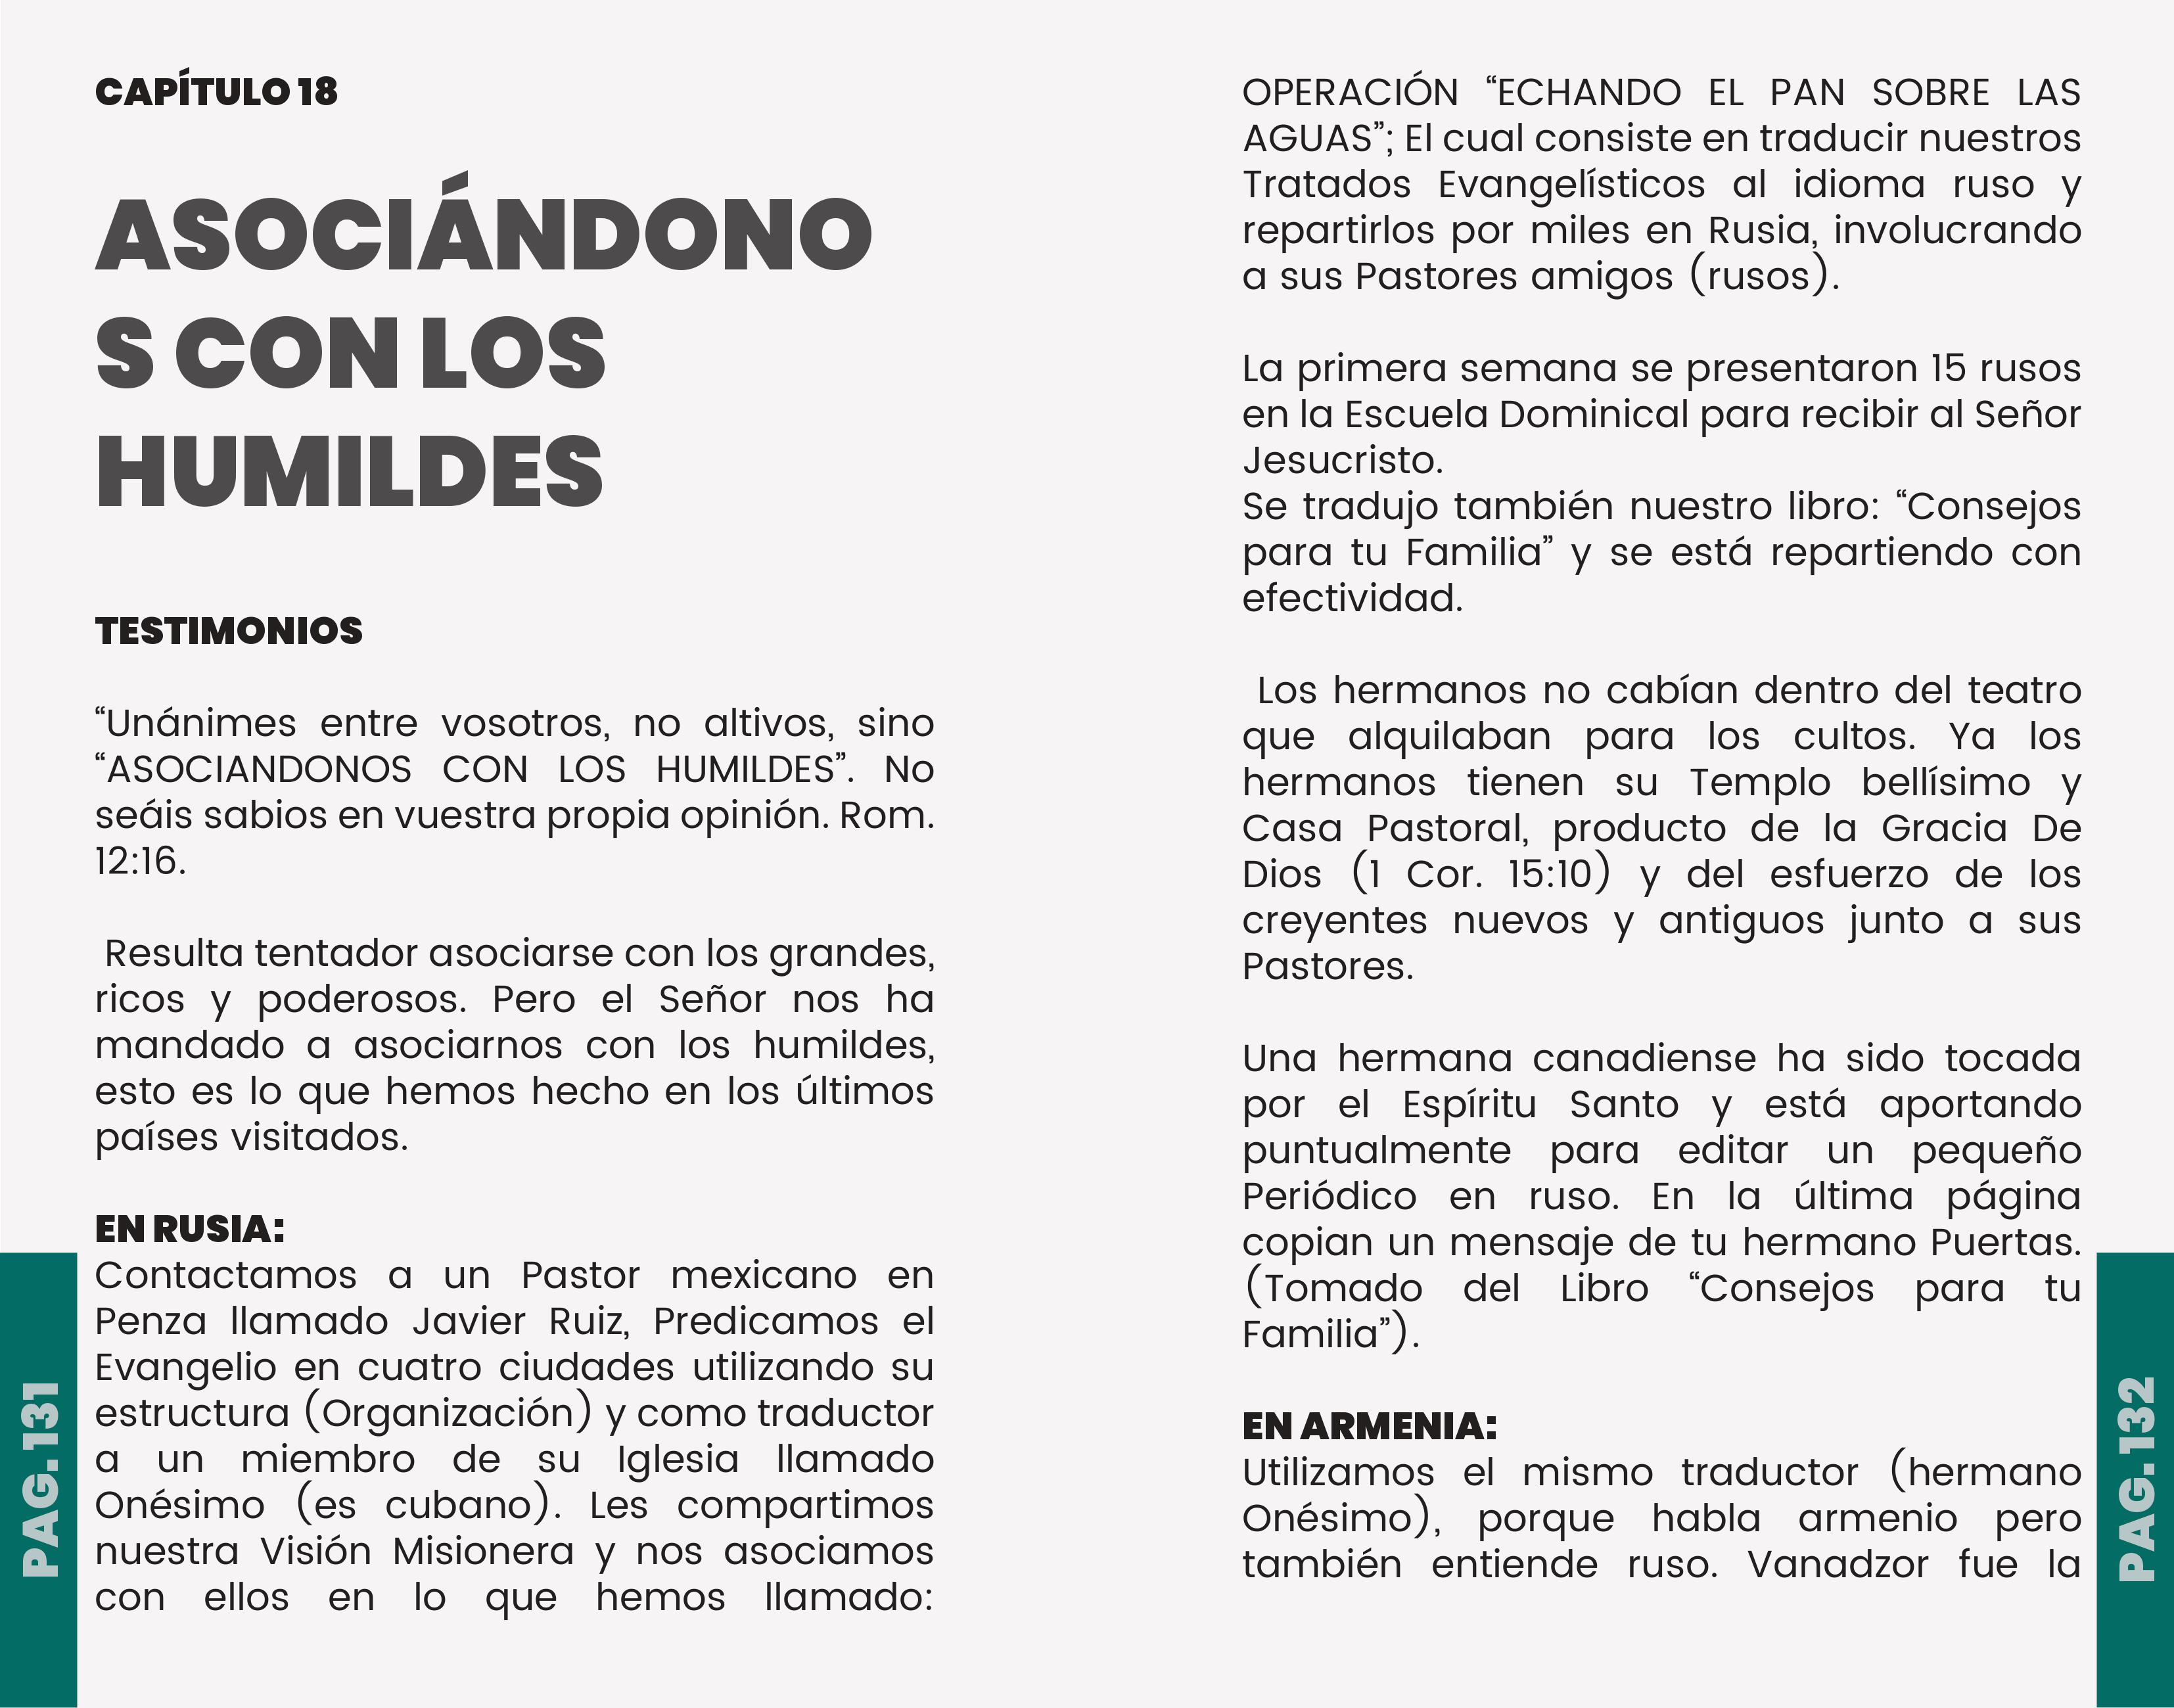 CAPÍTULO 18
ASOCIÁNDONO
S CON LOS
HUMILDES
TESTIMONIOS
“Unánimes entre vosotros, no altivos, sino
“ASOCIANDONOS CON LOS HUMILDES”. No
seáis sabios en vuestra propia opinión. Rom.
12:16.
Resulta tentador asociarse con los grandes,
ricos y poderosos. Pero el Señor nos ha
mandado a asociarnos con los humildes,
esto es lo que hemos hecho en los últimos
países visitados.
EN RUSIA:
Contactamos a un Pastor mexicano en
Penza llamado Javier Ruiz, Predicamos el
Evangelio en cuatro ciudades utilizando su
estructura (Organización) y como traductor
a un miembro de su Iglesia llamado
Onésimo (es cubano). Les compartimos
nuestra Visión Misionera y nos asociamos
con ellos en lo que hemos llamado:
PAG. 131
OPERACIÓN “ECHANDO EL PAN SOBRE LAS
AGUAS”; El cual consiste en traducir nuestros
Tratados Evangelísticos al idioma ruso y
repartirlos por miles en Rusia, involucrando
a sus Pastores amigos (rusos).
La primera semana se presentaron 15 rusos
en la Escuela Dominical para recibir al Señor
Jesucristo.
Se tradujo también nuestro libro: “Consejos
para tu Familia” y se está repartiendo con
efectividad.
Los hermanos no cabían dentro del teatro
que alquilaban para los cultos. Ya los
hermanos tienen su Templo bellísimo y
Casa Pastoral, producto de la Gracia De
Dios (1 Cor. 15:10) y del esfuerzo de los
creyentes nuevos y antiguos junto a sus
Pastores.
Una hermana canadiense ha sido tocada
por el Espíritu Santo y está aportando
puntualmente para editar un pequeño
Periódico en ruso. En la última página
copian un mensaje de tu hermano Puertas.
(Tomado del Libro “Consejos para tu
Familia”).
EN ARMENIA:
Utilizamos el mismo traductor (hermano
Onésimo), porque habla armenio pero
también entiende ruso. Vanadzor fue la
PAG. 132